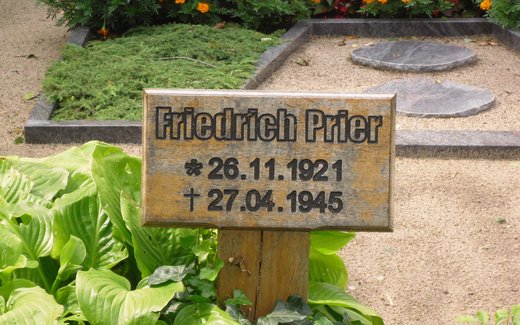 Friedrich Prier
* 26.11.1921
† 27.04.1945